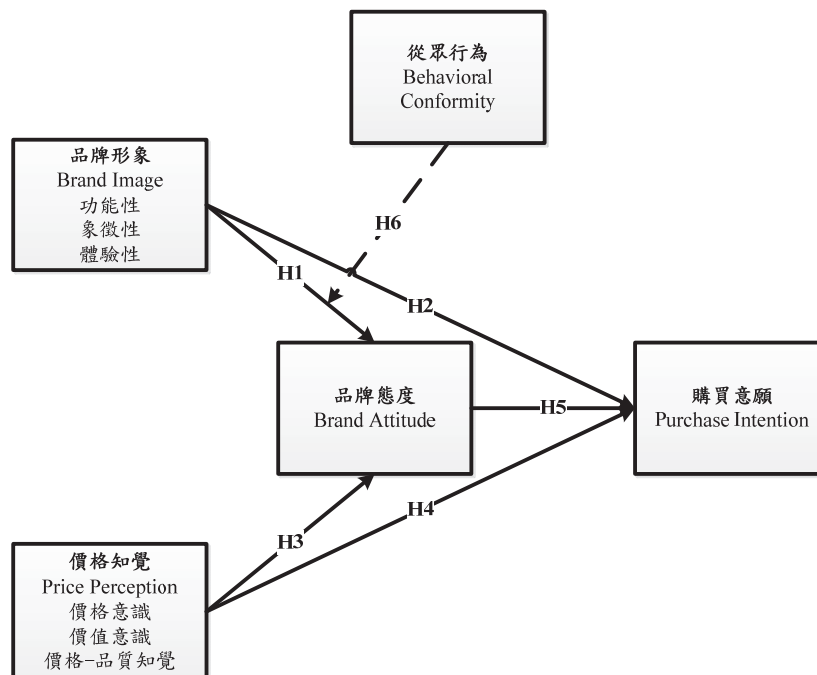 從眾行為
Behavioral
Conformity
品牌形象
Brand Image
功能性
象徵性
體驗性
H6
H1
H2
品牌態度
Brand Attitude
H5
購買意願
Purchase Intention
H3
H4
價格知覺
Price Perception
價格意識
價值意識
價格-品質知覺